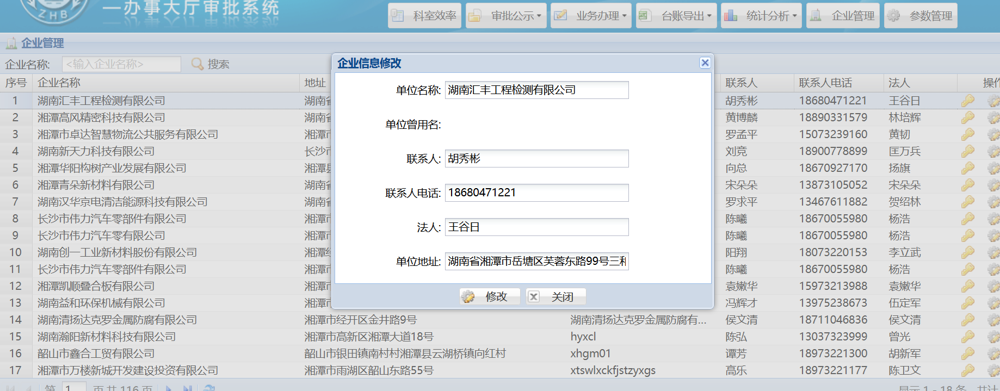 一办事大厅审批系统
ZHB
科室效率 审批公示 业务办理 台账导出 统计分析 企业管理 参数管理
企业管理
企业名称: <输入企业名称> 搜索
序号 企业名称 地址 联系人 联系人电话 法人 操作
1 湖南汇丰工程检测有限公司 湖南省 胡秀彬 18680471221 王谷日
2 湘潭高风精密科技有限公司 湖南省 黄博麟 18890331579 林培辉
3 湘潭市卓达智慧物流公共服务有限公司 湘潭市 罗孟平 15073239160 黄韧
4 湖南新天力科技有限公司 长沙市 刘竞 18900778899 匡万兵
5 湘潭华阳构树产业发展有限公司 湘潭县 向总 18670927170 扬旗
6 湘潭青朵新材料有限公司 湖南省 宋朵朵 13873105052 宋朵朵
7 湖南汉华京电清洁能源科技有限公司 湖南省 罗求平 13467611882 贺绍林
8 长沙市伟力汽车零部件有限公司 湘潭市 陈曦 18670055980 杨浩
9 长沙市伟力汽车零有限公司 湘潭市 陈曦 18670055980 杨浩
10 湖南创一工业新材料股份有限公司 湘潭经 阳翔 18073220153 李立武
11 长沙市伟力汽车零部件有限公司 湘潭市 陈曦 18670055980 杨浩
12 湘潭凯顺叠合板有限公司 湘潭市 袁嫩华 15973213988 袁嫩华
13 湖南益和环保机械有限公司 湘潭市 冯辉才 13975238673 伍定军
14 湖南清扬达克罗金属防腐有限公司 湘潭市经开区金井路9号 湖南清扬达克罗金属防腐有... 侯文清 18711046836 侯文清
15 湖南瀚阳新材料科技有限公司 湘潭市高新区湘潭大道18号 hyxcl 陈弘 13037323999 曾光
16 韶山市鑫合工贸有限公司 韶山市银田镇南村村湘潭县云湖桥镇向红村 xhgm01 谭芳 18973221300 胡新军
17 湘潭市万楼新城开发建设投资有限公司 湘潭市雨湖区韶山东路55号 xtswlxckfjstzyxgs 高乐 18973221177 陈卫文
第 1 页 共 116 页 显示 1 - 18 条，共计
企业信息修改
单位名称: 湖南汇丰工程检测有限公司
单位曾用名:
联系人: 胡秀彬
联系人电话: 18680471221
法人: 王谷日
单位地址: 湖南省湘潭市岳塘区芙蓉东路99号三和
修改 关闭